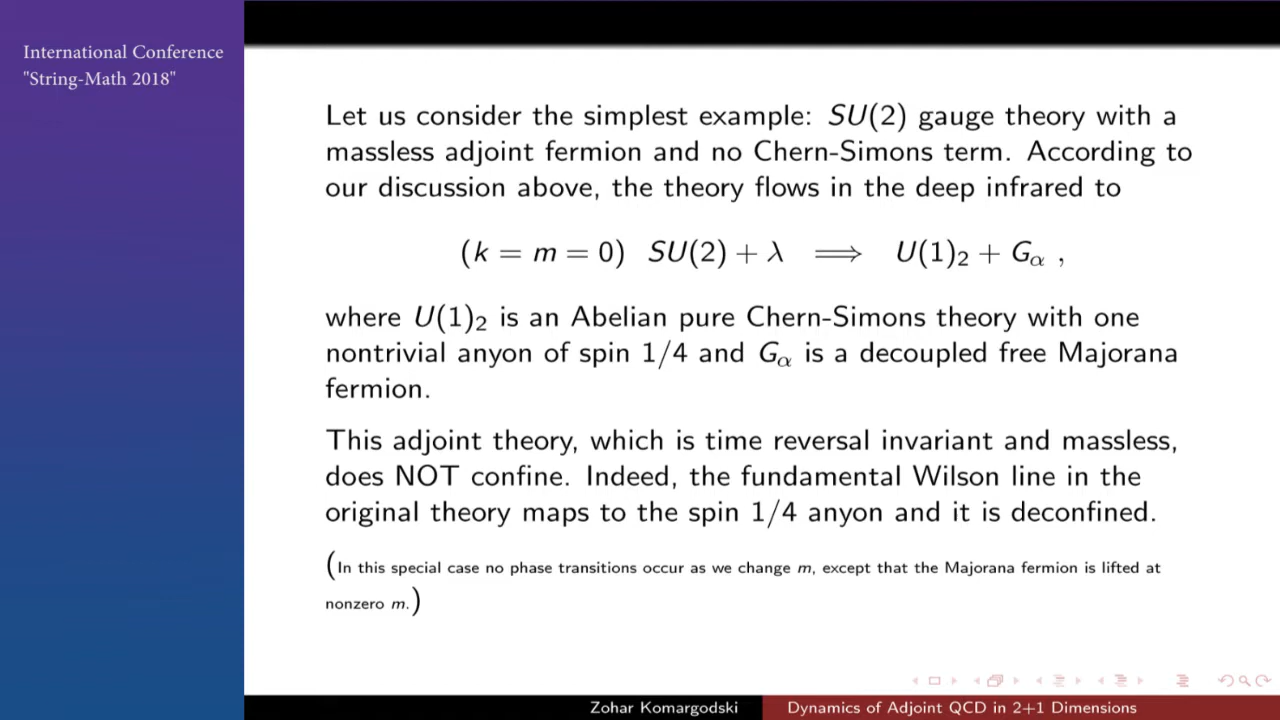 International Conference
"String-Math 2018"
Let us consider the simplest example: SU(2) gauge theory with a
massless adjoint fermion and no Chern-Simons term. According to
our discussion above, the theory flows in the deep infrared to
(k = m = 0) SU(2) + λ ⟹ U(1)₂ + Gα ,
where U(1)₂ is an Abelian pure Chern-Simons theory with one
nontrivial anyon of spin 1/4 and Gα is a decoupled free Majorana
fermion.
This adjoint theory, which is time reversal invariant and massless,
does NOT confine. Indeed, the fundamental Wilson line in the
original theory maps to the spin 1/4 anyon and it is deconfined.
(In this special case no phase transitions occur as we change m, except that the Majorana fermion is lifted at
nonzero m.)
Zohar Komargodski
Dynamics of Adjoint QCD in 2+1 Dimensions